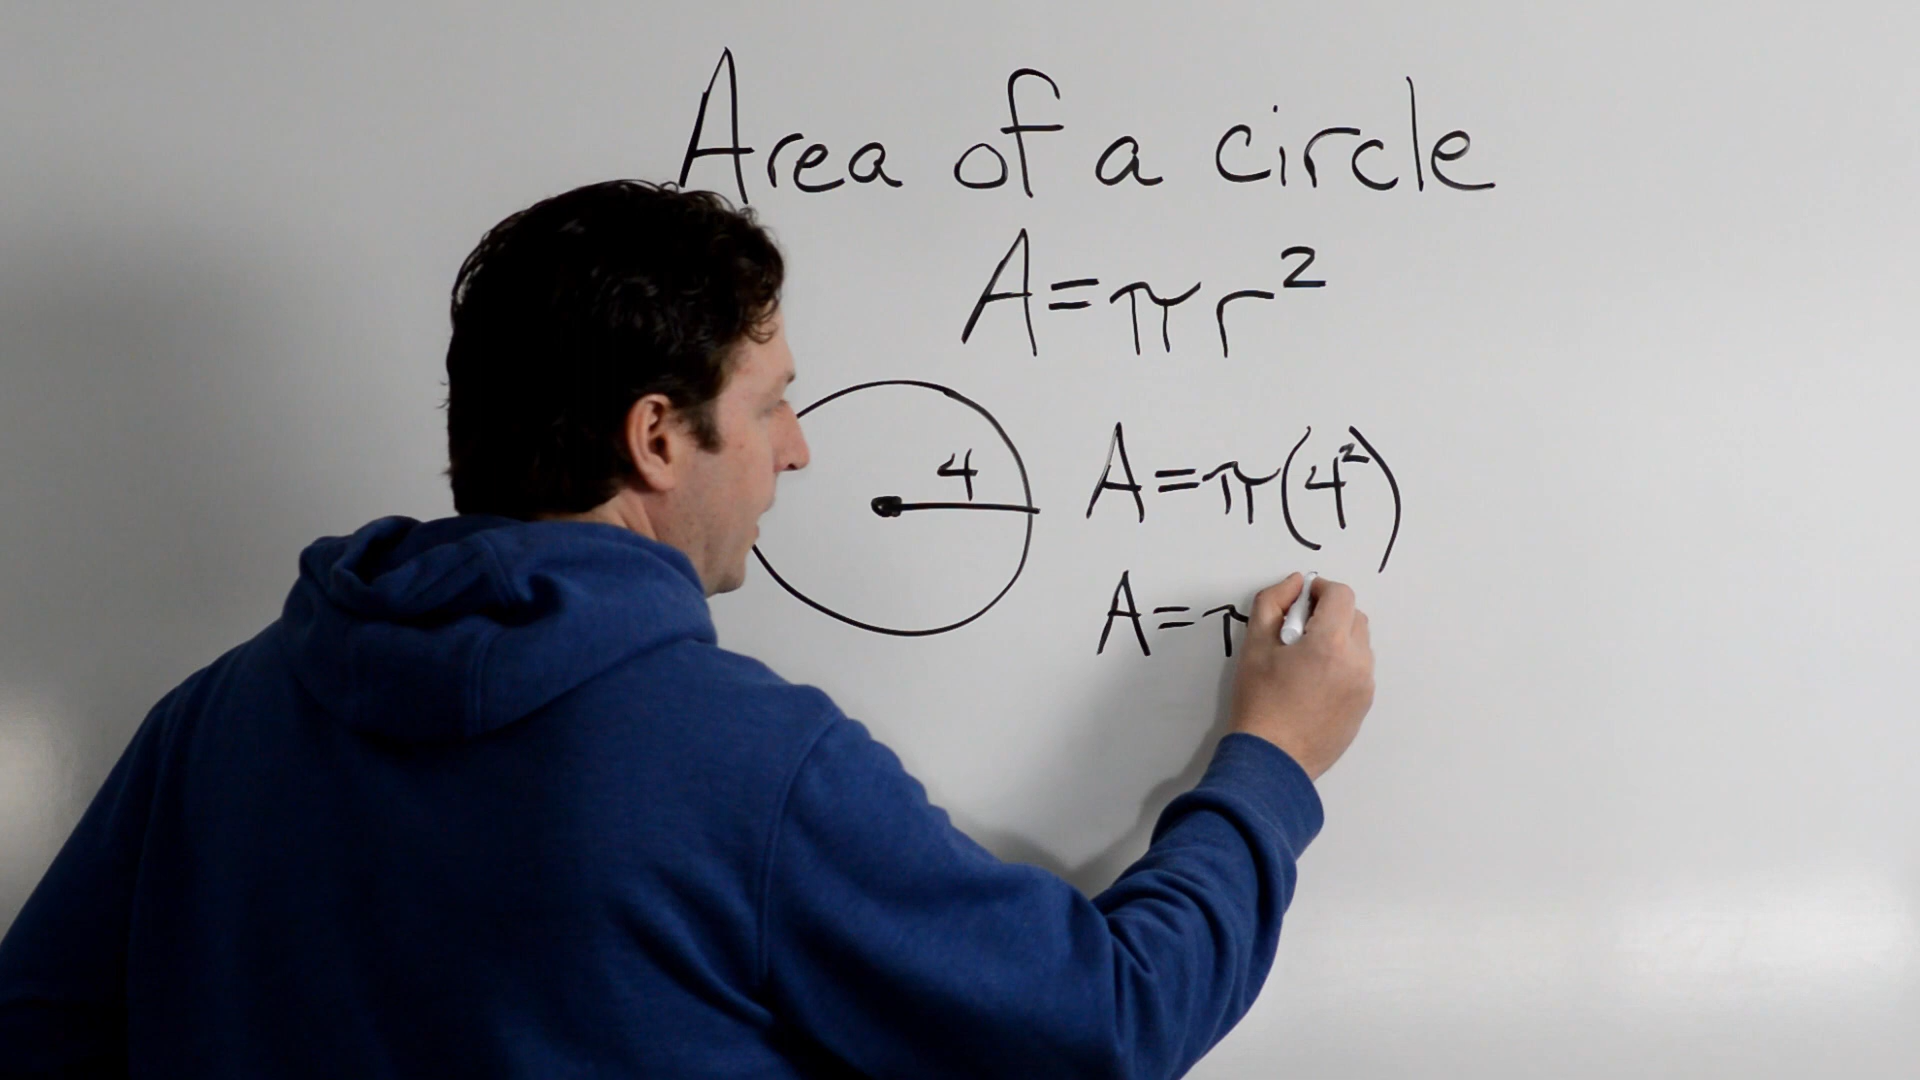 Area of a circle
A=πr²
4
A=π(4²)
A=π